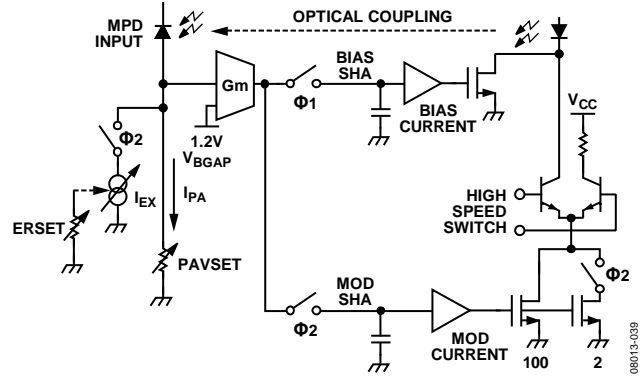 MPD
INPUT
OPTICAL COUPLING
Gm
Φ1
BIAS
SHA
BIAS
CURRENT
VCC
Φ2
1.2V
VBGAP
IEX
IPA
ERSET
PAVSET
HIGH
SPEED
SWITCH
Φ2
MOD
SHA
Φ2
MOD
CURRENT
100
2
08013-039